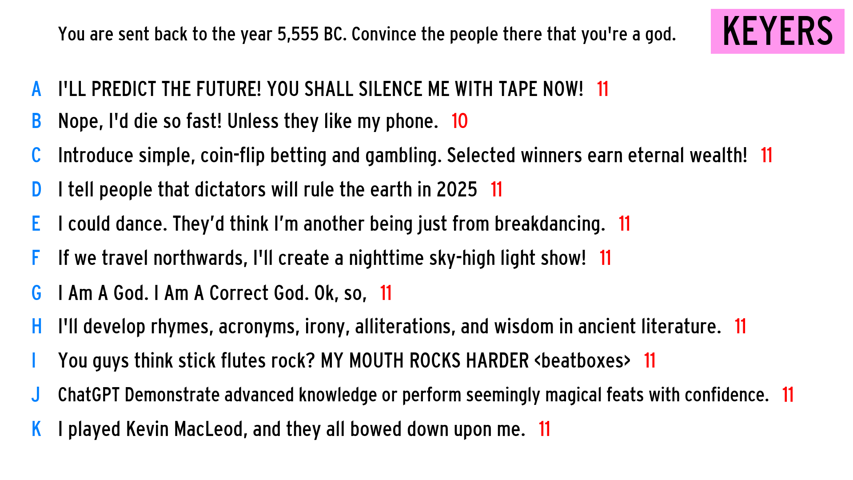 You are sent back to the year 5,555 BC. Convince the people there that you're a god.
KEYERS
A I'LL PREDICT THE FUTURE! YOU SHALL SILENCE ME WITH TAPE NOW! 11
B Nope, I'd die so fast! Unless they like my phone. 10
C Introduce simple, coin-flip betting and gambling. Selected winners earn eternal wealth! 11
D I tell people that dictators will rule the earth in 2025 11
E I could dance. They’d think I’m another being just from breakdancing. 11
F If we travel northwards, I'll create a nighttime sky-high light show! 11
G I Am A God. I Am A Correct God. Ok, so, 11
H I'll develop rhymes, acronyms, irony, alliterations, and wisdom in ancient literature. 11
I You guys think stick flutes rock? MY MOUTH ROCKS HARDER <beatboxes> 11
J ChatGPT Demonstrate advanced knowledge or perform seemingly magical feats with confidence. 11
K I played Kevin MacLeod, and they all bowed down upon me. 11